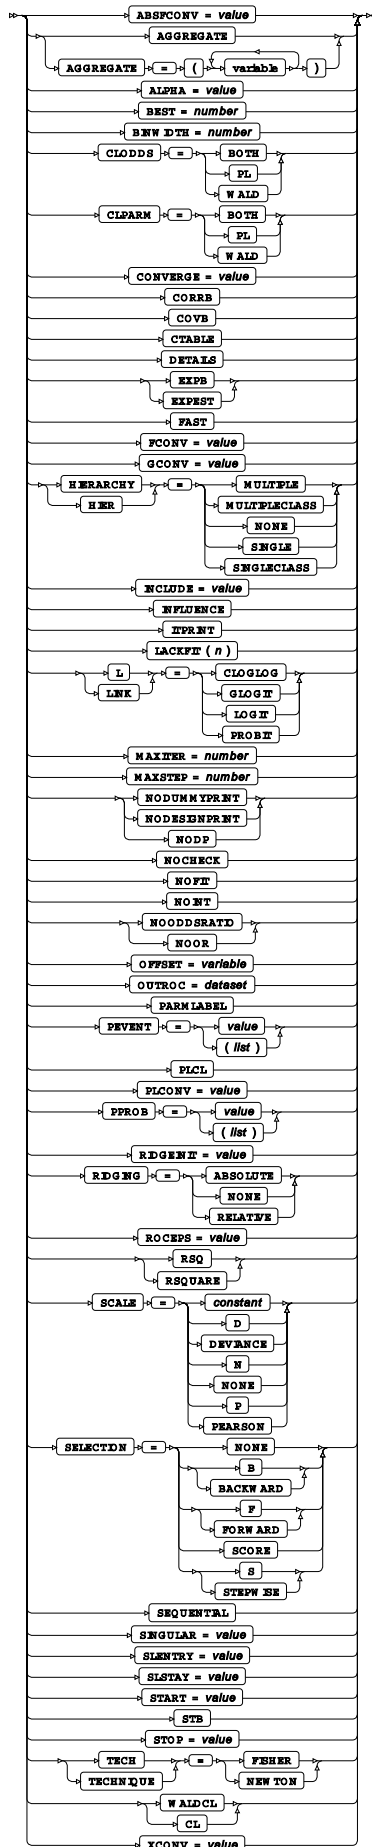 ABSFCONV = value
AGGREGATE
AGGREGATE = ( variable )
ALPHA = value
BEST = number
BINWIDTH = number
CLODDS = BOTH
PL
WALD
CLPARM = BOTH
PL
WALD
CONVERGE = value
CORRB
COVB
CTABLE
DETAILS
EXPB
EXPEST
FAST
FCONV = value
GCONV = value
HIERARCHY = MULTIPLE
HIER MULTIPLECLASS
NONE
SINGLE
SINGLECLASS
INCLUDE = value
INFLUENCE
ITPRINT
LACKFIT ( n )
L = CLOGLOG
LINK GLOGIT
LOGIT
PROBIT
MAXITER = number
MAXSTEP = number
NODUMMYPRINT
NODESIGNPRINT
NODP
NOCHECK
NOFIT
NOINT
NOODDSRATIO
NOOR
OFFSET = variable
OUTROC = dataset
PARMLABEL
PEVENT = value
( list )
PLCL
PLCONV = value
PPROB = value
( list )
RIDGEINIT = value
RIDGING = ABSOLUTE
NONE
RELATIVE
ROCEPS = value
RSQ
RSQUARE
SCALE = constant
D
DEVIANCE
N
NONE
P
PEARSON
SELECTION = NONE
B
BACKWARD
F
FORWARD
SCORE
S
STEPWISE
SEQUENTIAL
SINGULAR = value
SLENTRY = value
SLSTAY = value
START = value
STB
STOP = value
TECH = FISHER
TECHNIQUE NEWTON
WALDCL
CL
XCONV = value